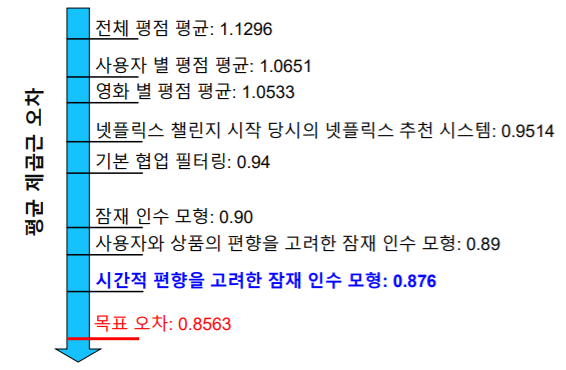 전체 평점 평균: 1.1296
사용자 별 평점 평균: 1.0651
영화 별 평점 평균: 1.0533
넷플릭스 챌린지 시작 당시의 넷플릭스 추천 시스템: 0.9514
기본 협업 필터링: 0.94
잠재 인수 모형: 0.90
사용자와 상품의 편향을 고려한 잠재 인수 모형: 0.89
시간적 편향을 고려한 잠재 인수 모형: 0.876
목표 오차: 0.8563
평균 제곱근 오차